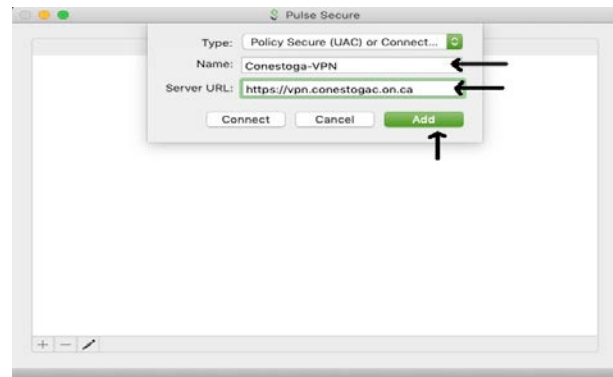 Pulse Secure
Type: Policy Secure (UAC) or Connect...
Name: Conestoga-VPN
Server URL: https://vpn.conestogac.on.ca
Connect Cancel Add